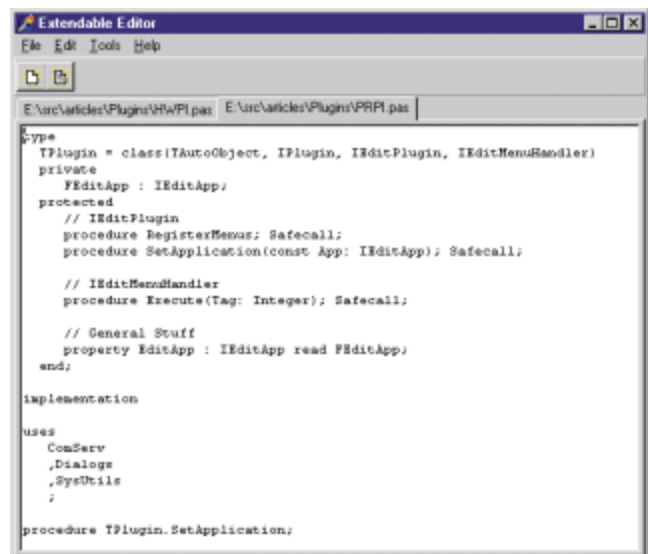 Extendable Editor
File Edit Tools Help
E:\src\articles\Plugins\HWPI.pas E:\src\articles\Plugins\PRPI.pas
type
TPlugin = class(TAutoObject, IPlugin, IEditPlugin, IEditMenuHandler)
private
FEditApp : IEditApp;
protected
// IEditPlugin
procedure RegisterMenus; Safecall;
procedure SetApplication(const App: IEditApp); Safecall;
// IEditMenuHandler
procedure Execute(Tag: Integer); Safecall;
// General Stuff
property EditApp : IEditApp read FEditApp;
end;
implementation
uses
ComServ
,Dialogs
,SysUtils
;
procedure TPlugin.SetApplication;